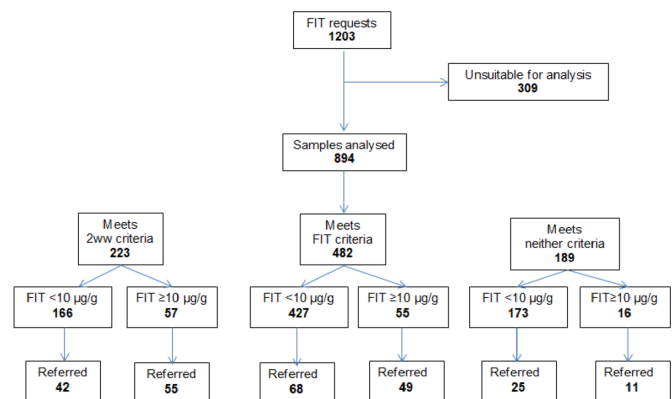 FIT requests
1203
Unsuitable for analysis
309
Samples analysed
894
Meets
2ww criteria
223
Meets
FIT criteria
482
Meets
neither criteria
189
FIT <10 µg/g
166
FIT ≥10 µg/g
57
FIT <10 µg/g
427
FIT ≥10 µg/g
55
FIT <10 µg/g
173
FIT≥10 µg/g
16
Referred
42
Referred
55
Referred
68
Referred
49
Referred
25
Referred
11